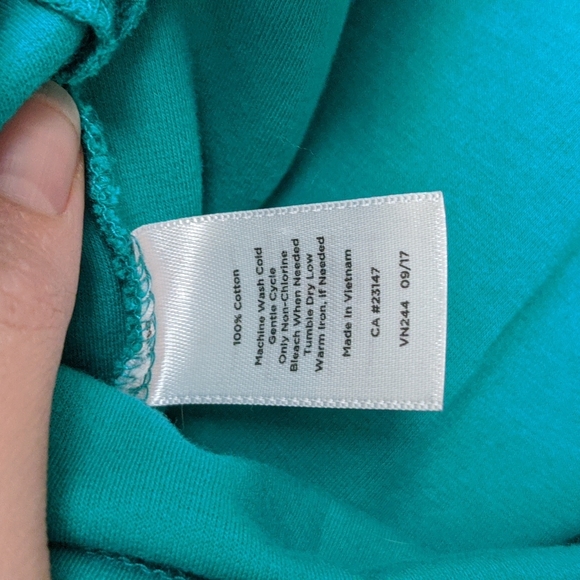 100% Cotton
Machine Wash Cold
Gentle Cycle
Only Non-Chlorine
Bleach When Needed
Tumble Dry Low
Warm Iron, if Needed
Made In Vietnam
CA #23147
VN244 09/17